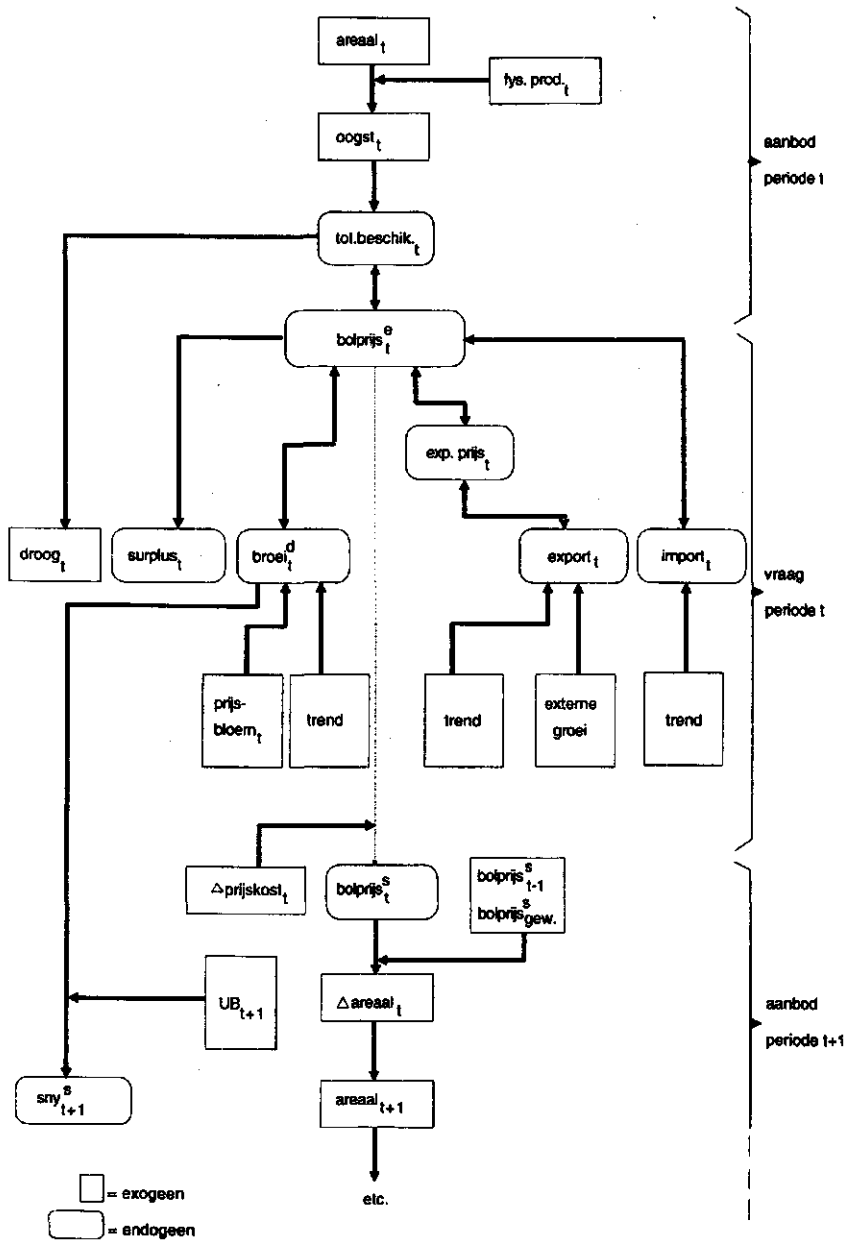 areaal t
fys. prod. t
oogst t
aanbod
periode t
tot.beschik. t
bolprijs e t
exp. prijs t
droog t
surplus t
broei d t
export t
import t
vraag
periode t
prijs-
bloem t
trend
trend
externe
groei
trend
△prijskost t
bolprijs s t
bolprijs s t-1
bolprijs s gew.
UB t+1
△ areaal t
aanbod
periode t+1
sny s t+1
areaal t+1
etc.
= exogeen
= endogeen